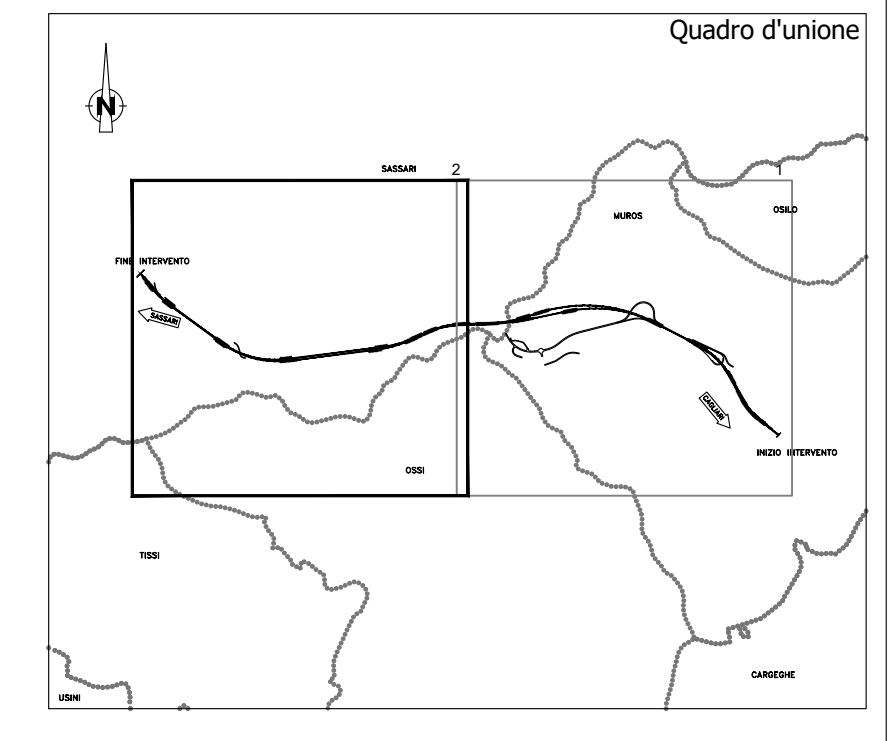 Quadro d'unione
N
SASSARI
2
1
MUROS
OSILO
FINE INTERVENTO
SASSARI
CAGLIARI
INIZIO INTERVENTO
OSSI
TISSI
CARGEGHE
USINI